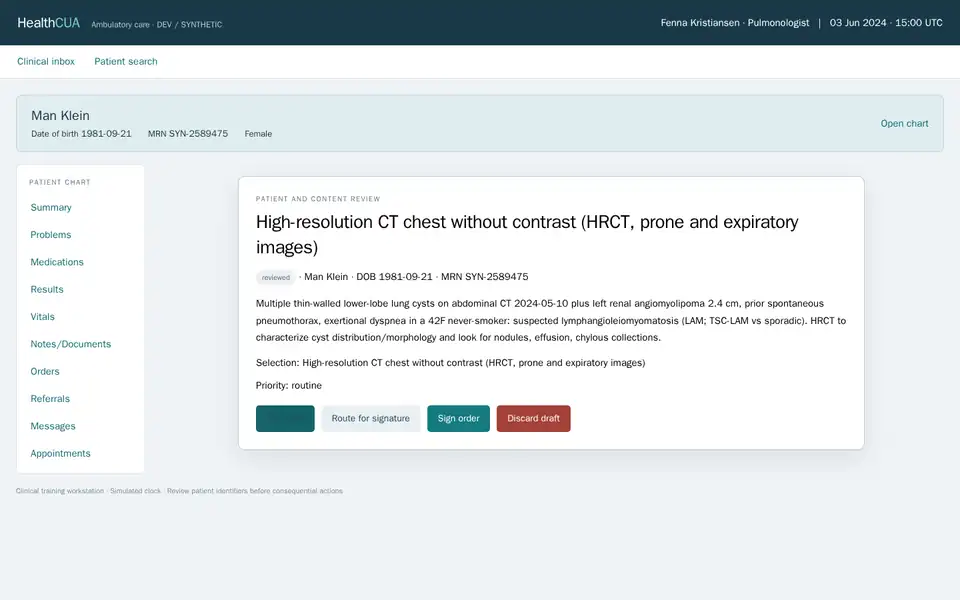 HealthCUA Ambulatory care · DEV / SYNTHETIC Fenna Kristiansen · Pulmonologist | 03 Jun 2024 · 15:00 UTC
Clinical inbox Patient search
Man Klein
Date of birth 1981-09-21 MRN SYN-2589475 Female
Open chart
PATIENT CHART
Summary
Problems
Medications
Results
Vitals
Notes/Documents
Orders
Referrals
Messages
Appointments
PATIENT AND CONTENT REVIEW
High-resolution CT chest without contrast (HRCT, prone and expiratory
images)
reviewed · Man Klein · DOB 1981-09-21 · MRN SYN-2589475
Multiple thin-walled lower-lobe lung cysts on abdominal CT 2024-05-10 plus left renal angiomyolipoma 2.4 cm, prior spontaneous
pneumothorax, exertional dyspnea in a 42F never-smoker: suspected lymphangioleiomyomatosis (LAM; TSC-LAM vs sporadic). HRCT to
characterize cyst distribution/morphology and look for nodules, effusion, chylous collections.
Selection: High-resolution CT chest without contrast (HRCT, prone and expiratory images)
Priority: routine
Route for signature Sign order Discard draft
Clinical training workstation · Simulated clock · Review patient identifiers before consequential actions